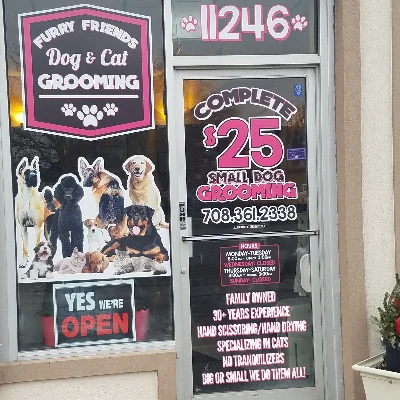 FURRY FRIENDS
Dog & Cat
GROOMING
YES WE'RE
OPEN
11246
COMPLETE
$25
SMALL DOG
GROOMING
708.361.2338
HOURS
MONDAY-TUESDAY
WEDNESDAY: CLOSED
THURSDAY-SATURDAY
SUNDAY: CLOSED
FAMILY OWNED
30+ YEARS EXPERIENCE
HAND SCISSORING/HAND DRYING
SPECIALIZING IN CATS
NO TRANQUILIZERS
BIG OR SMALL WE DO THEM ALL!